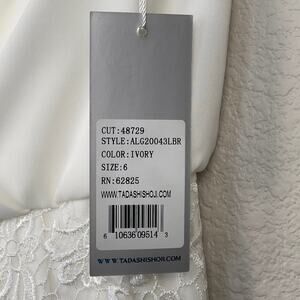 CUT:48729
STYLE:ALG20043LBR
COLOR:IVORY
SIZE:6
RN:62825
WWW.TADASHISHOJI.COM
6 10636 09514 3
WWW.TADASHISHOJI.COM